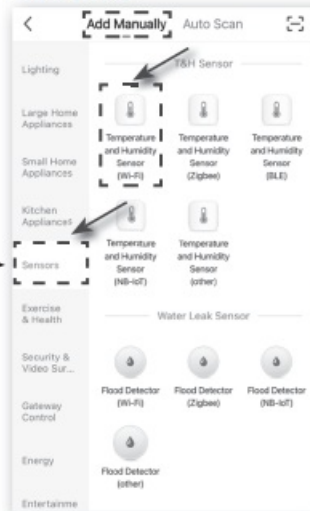 Add Manually Auto Scan
Lighting
Large Home
Appliances
Small Home
Appliances
Kitchen
Appliances
Sensors
Exercise
& Health
Security &
Video Sur...
Gateway
Control
Energy
Entertainme
T&H Sensor
Temperature
and Humidity
Sensor
(Wi-Fi)
Temperature
and Humidity
Sensor
(Zigbee)
Temperature
and Humidity
Sensor
(BLE)
Temperature
and Humidity
Sensor
(NB-IoT)
Temperature
and Humidity
Sensor
(other)
Water Leak Sensor
Flood Detector
(Wi-Fi)
Flood Detector
(Zigbee)
Flood Detector
(NB-IoT)
Flood Detector
(other)